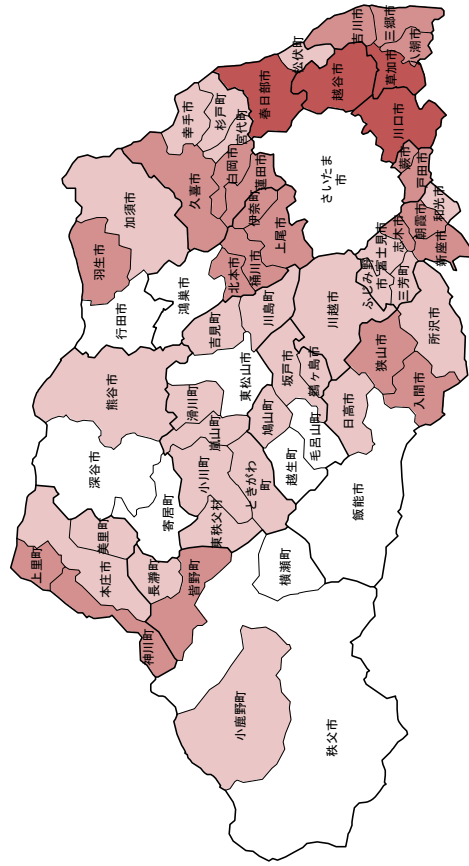 小鹿野町
秩父市
神川町
上里町
本庄市
美里町
長瀞町
皆野町
横瀬町
深谷市
寄居町
東秩父村
小川町
ときがわ
町
飯能市
熊谷市
滑川町
嵐山町
鳩山町
越生町
毛呂山町
日高市
東松山市
吉見町
川島町
坂戸市
鶴ヶ島市
川越市
狭山市
入間市
所沢市
行田市
羽生市
加須市
鴻巣市
北本市
桶川市
上尾市
伊奈町
久喜市
白岡市
蓮田市
幸手市
杉戸町
宮代町
春日部市
松伏町
さいたま
市
ふじみ野
市
富士見市
三芳町
志木市
新座市
朝霞市
和光市
戸田市
蕨市
川口市
越谷市
草加市
吉川市
三郷市
八潮市